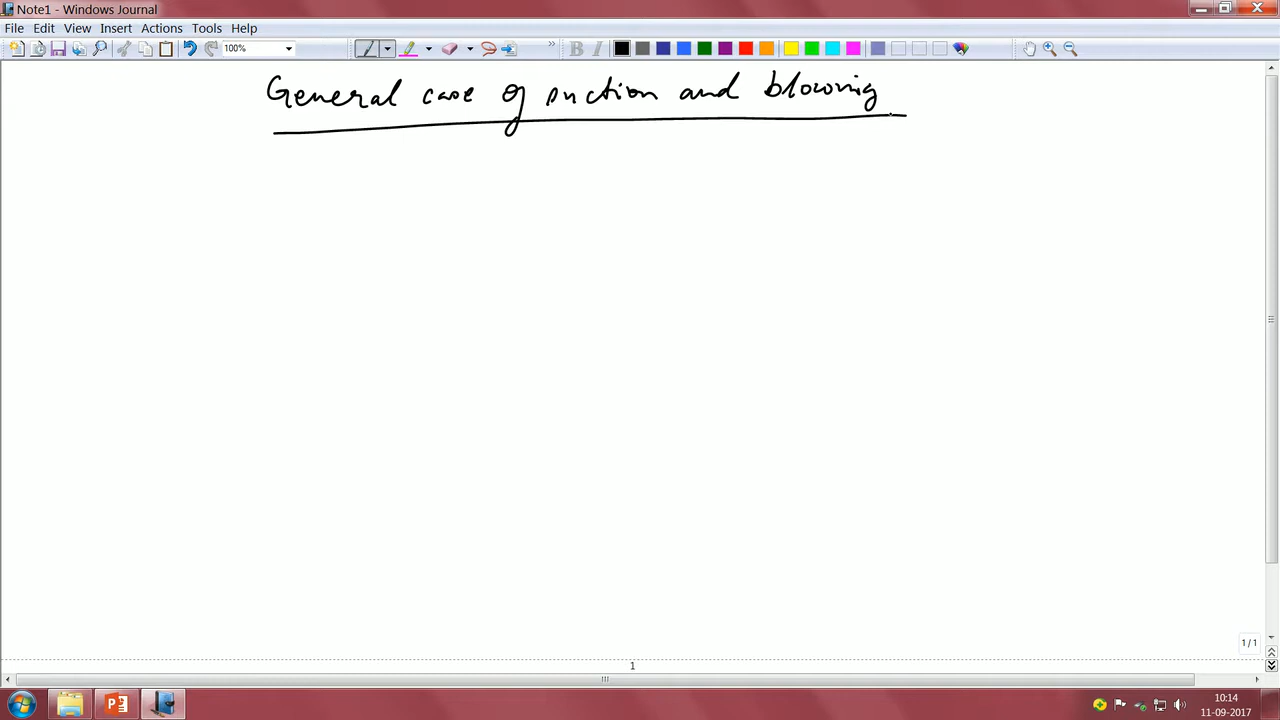 Note1 - Windows Journal
File Edit View Insert Actions Tools Help
100%
General case of suction and blowing
1/1
1
10:14
11-09-2017